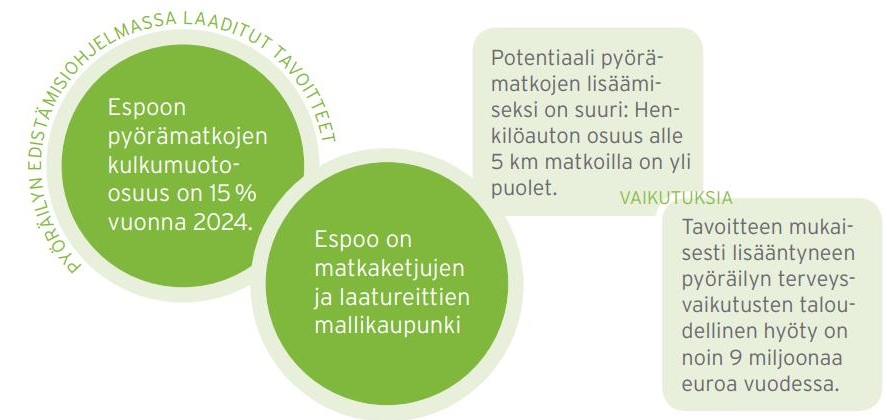 PYÖRÄILYN EDISTÄMISIOHJELMASSA LAADITUT TAVOITTEET
Espoon
pyörämatkojen
kulkumuoto-
osuus on 15 %
vuonna 2024.
Espoo on
matkaketjujen
ja laatureittien
mallikaupunki
Potentiaali pyörä-
matkojen lisäämi-
seksi on suuri: Hen-
kilöauton osuus alle
5 km matkoilla on yli
puolet.
VAIKUTUKSIA
Tavoitteen mukai-
sesti lisääntyneen
pyöräilyn terveys-
vaikutusten talou-
dellinen hyöty on
noin 9 miljoonaa
euroa vuodessa.